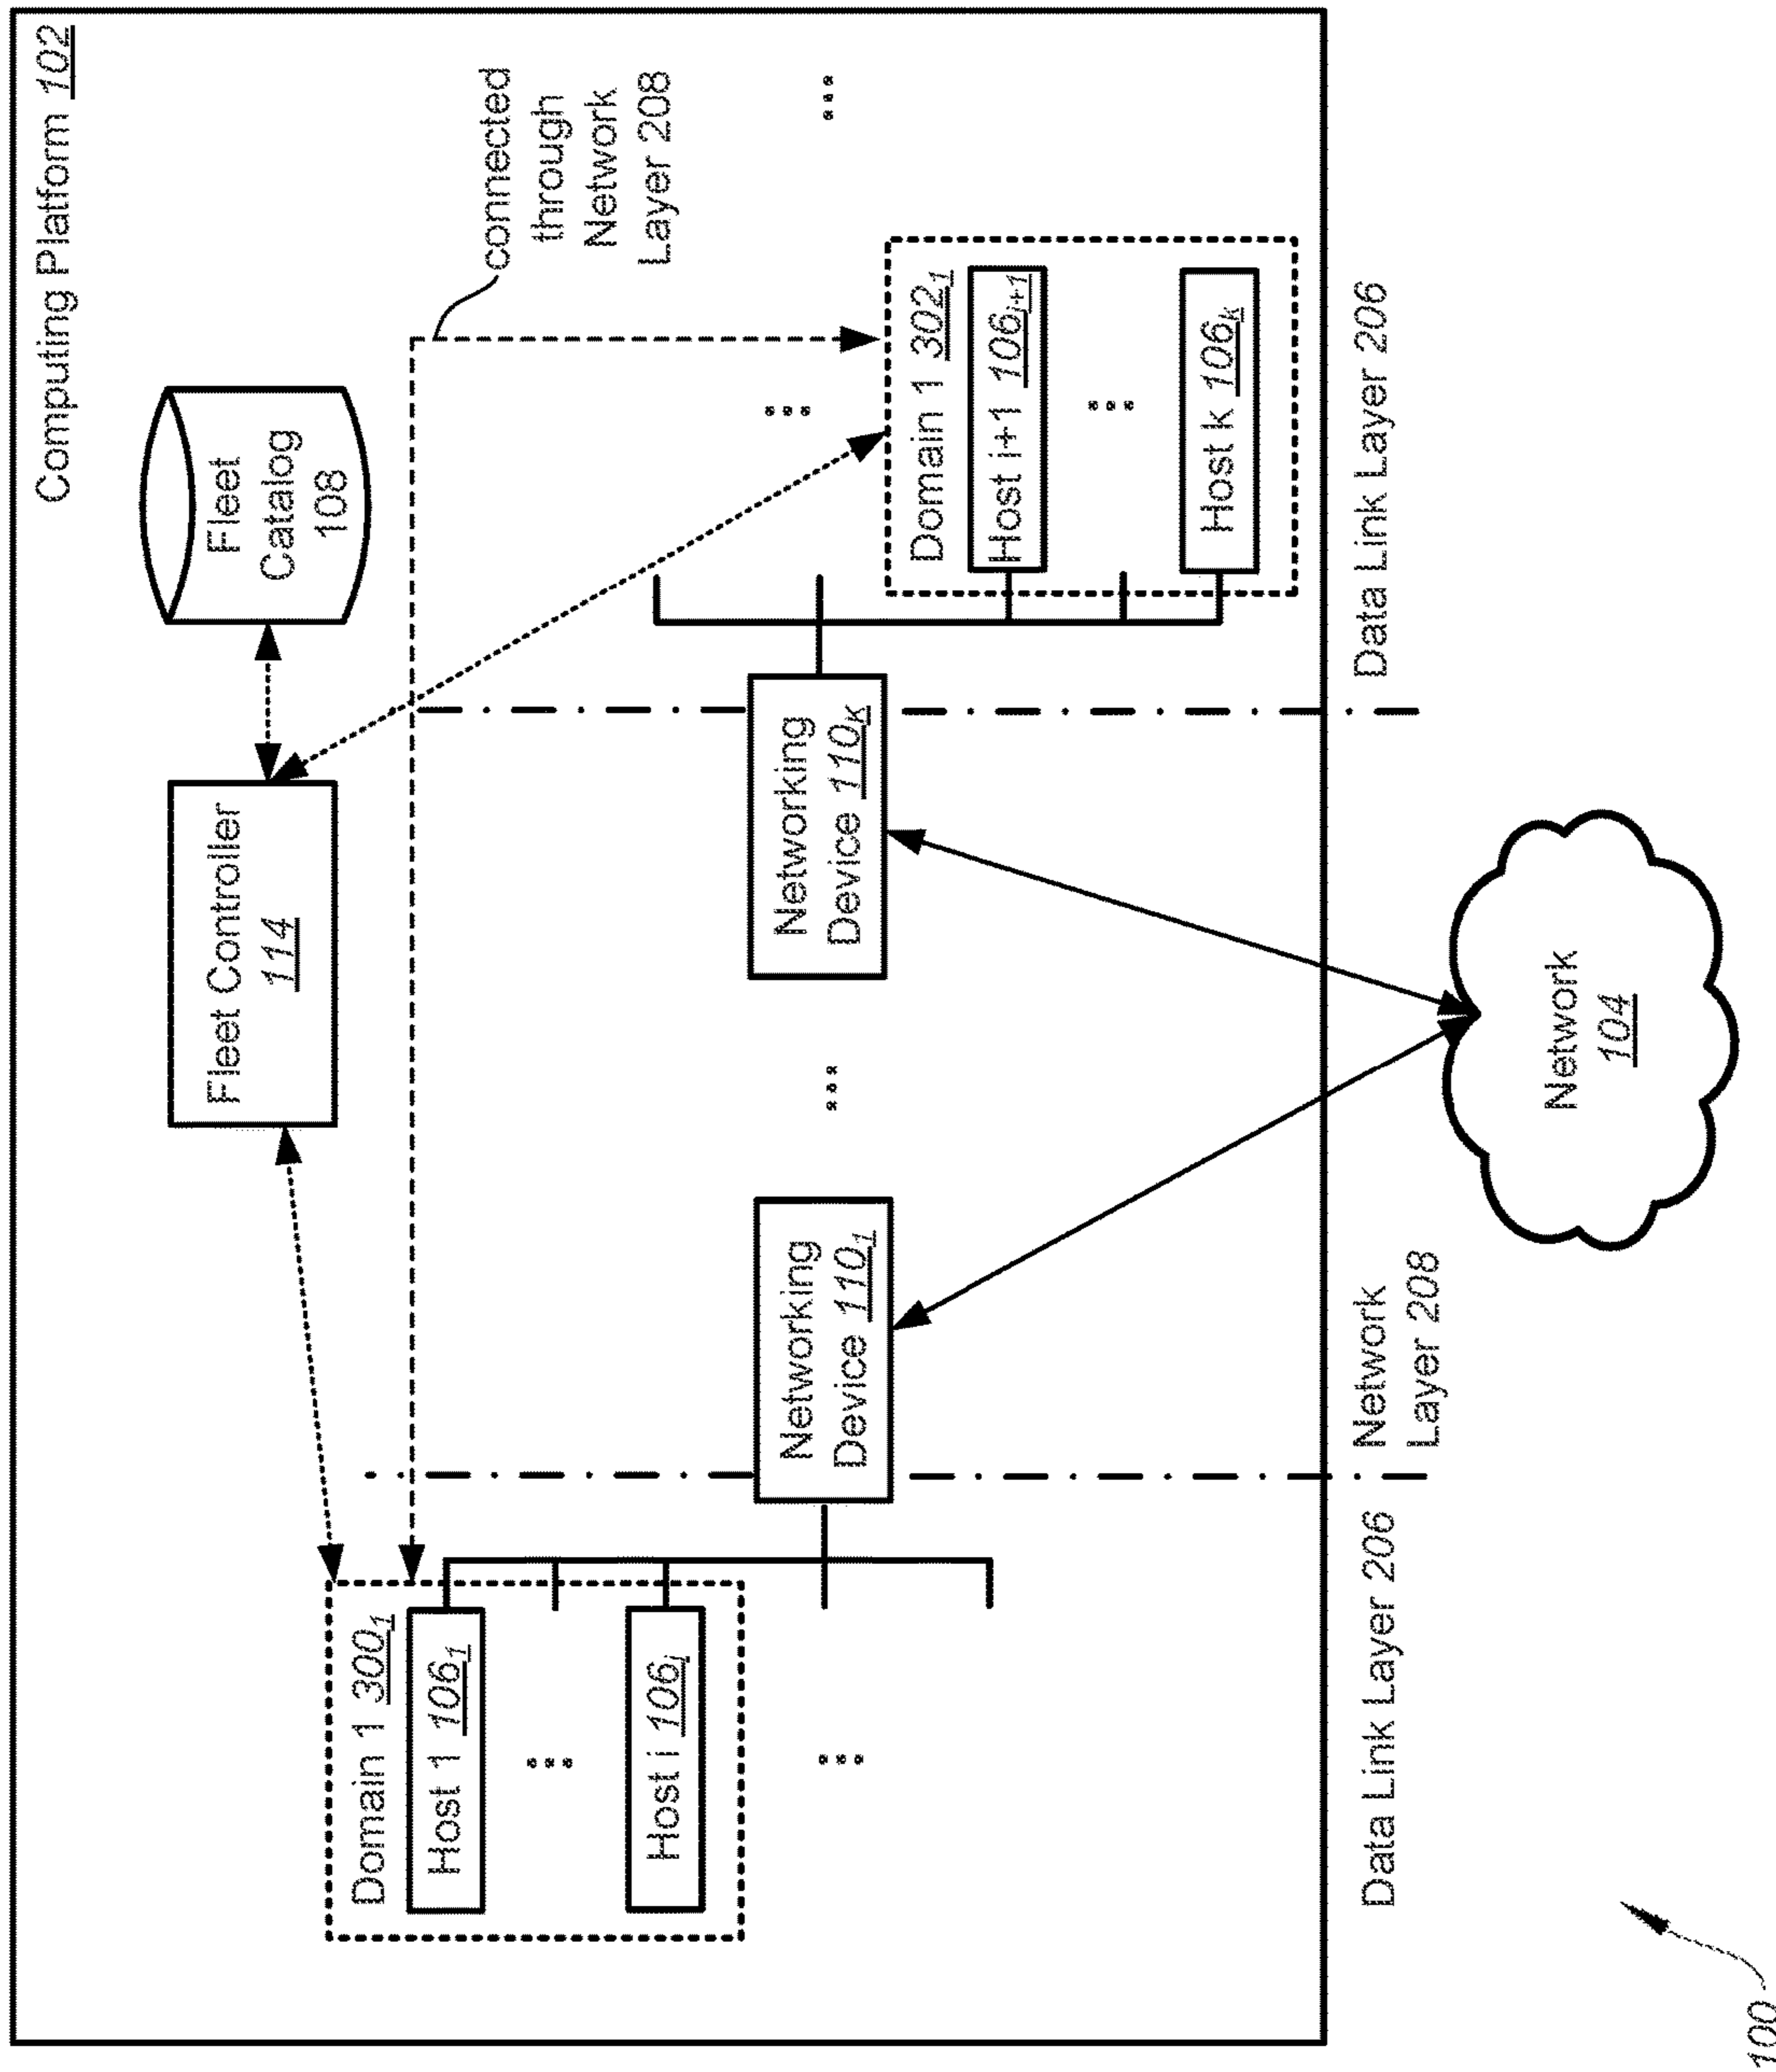 Computing Platform 102
Fleet Controller
114
Fleet
Catalog
108
connected
through
Network
Layer 208
Domain 1 300₁
Host 1 106₁
...
Host i 106ᵢ
...
Networking
Device 110₁
...
Networking
Device 110ₖ
...
Domain 1 302₁
Host i+1 106ᵢ₊₁
...
Host k 106ₖ
...
Data Link Layer 206
Network
Layer 208
Data Link Layer 206
Network
104
100